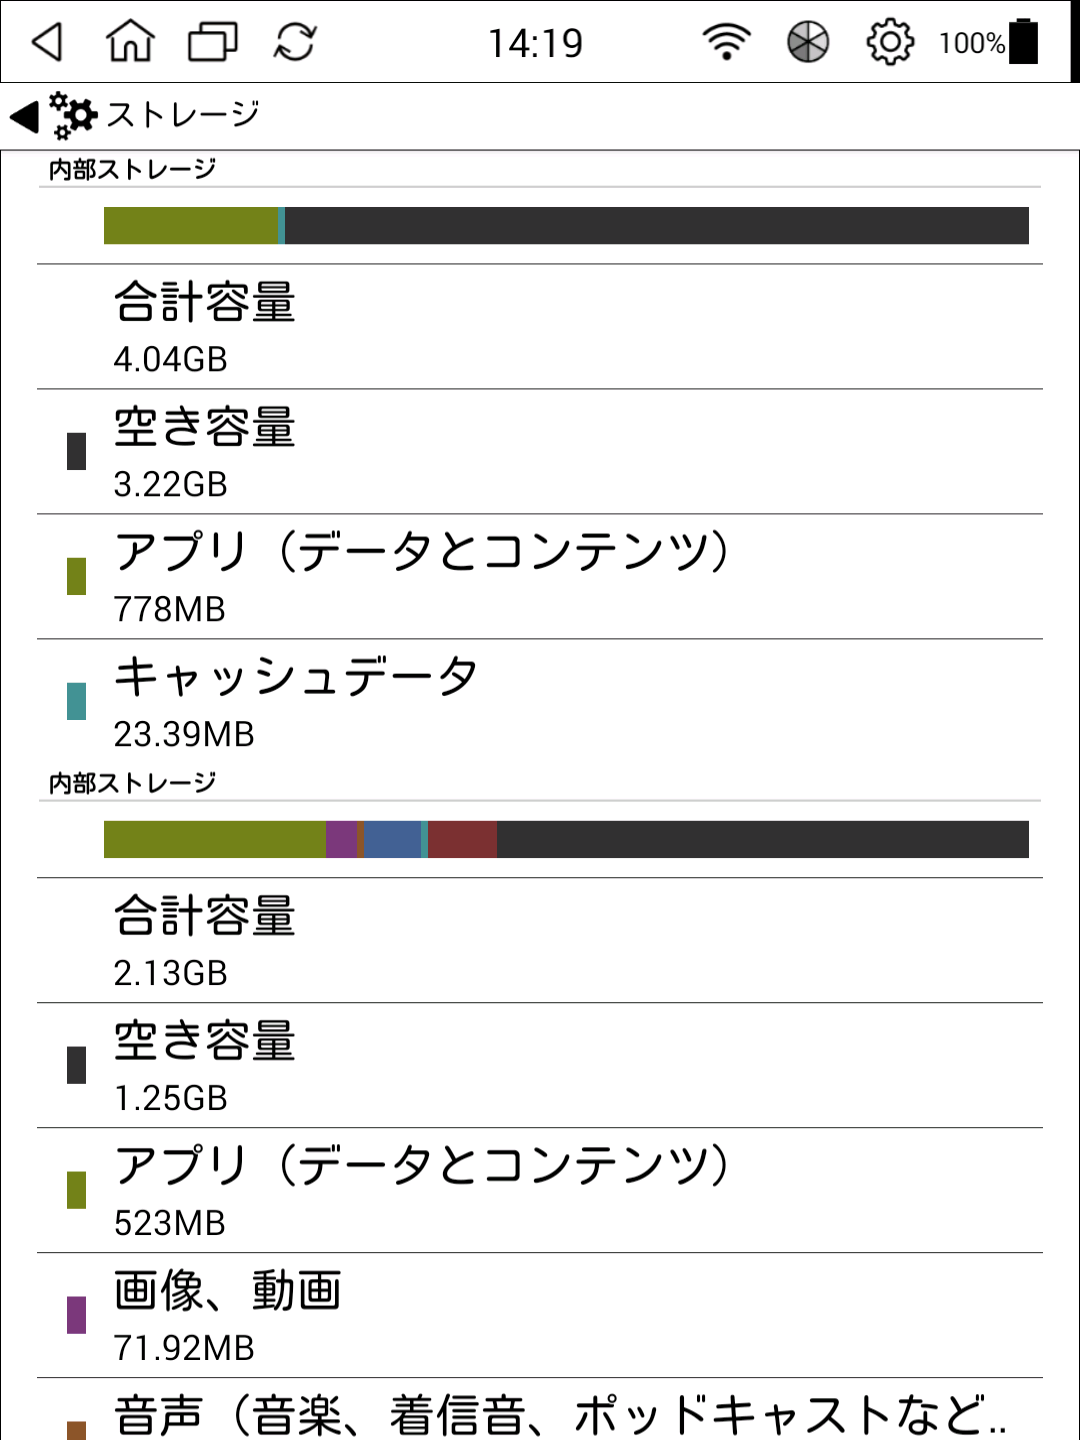 14:19
100%
ストレージ
内部ストレージ
合計容量
4.04GB
空き容量
3.22GB
アプリ（データとコンテンツ）
778MB
キャッシュデータ
23.39MB
内部ストレージ
合計容量
2.13GB
空き容量
1.25GB
アプリ（データとコンテンツ）
523MB
画像、動画
71.92MB
音声（音楽、着信音、ポッドキャストなど..